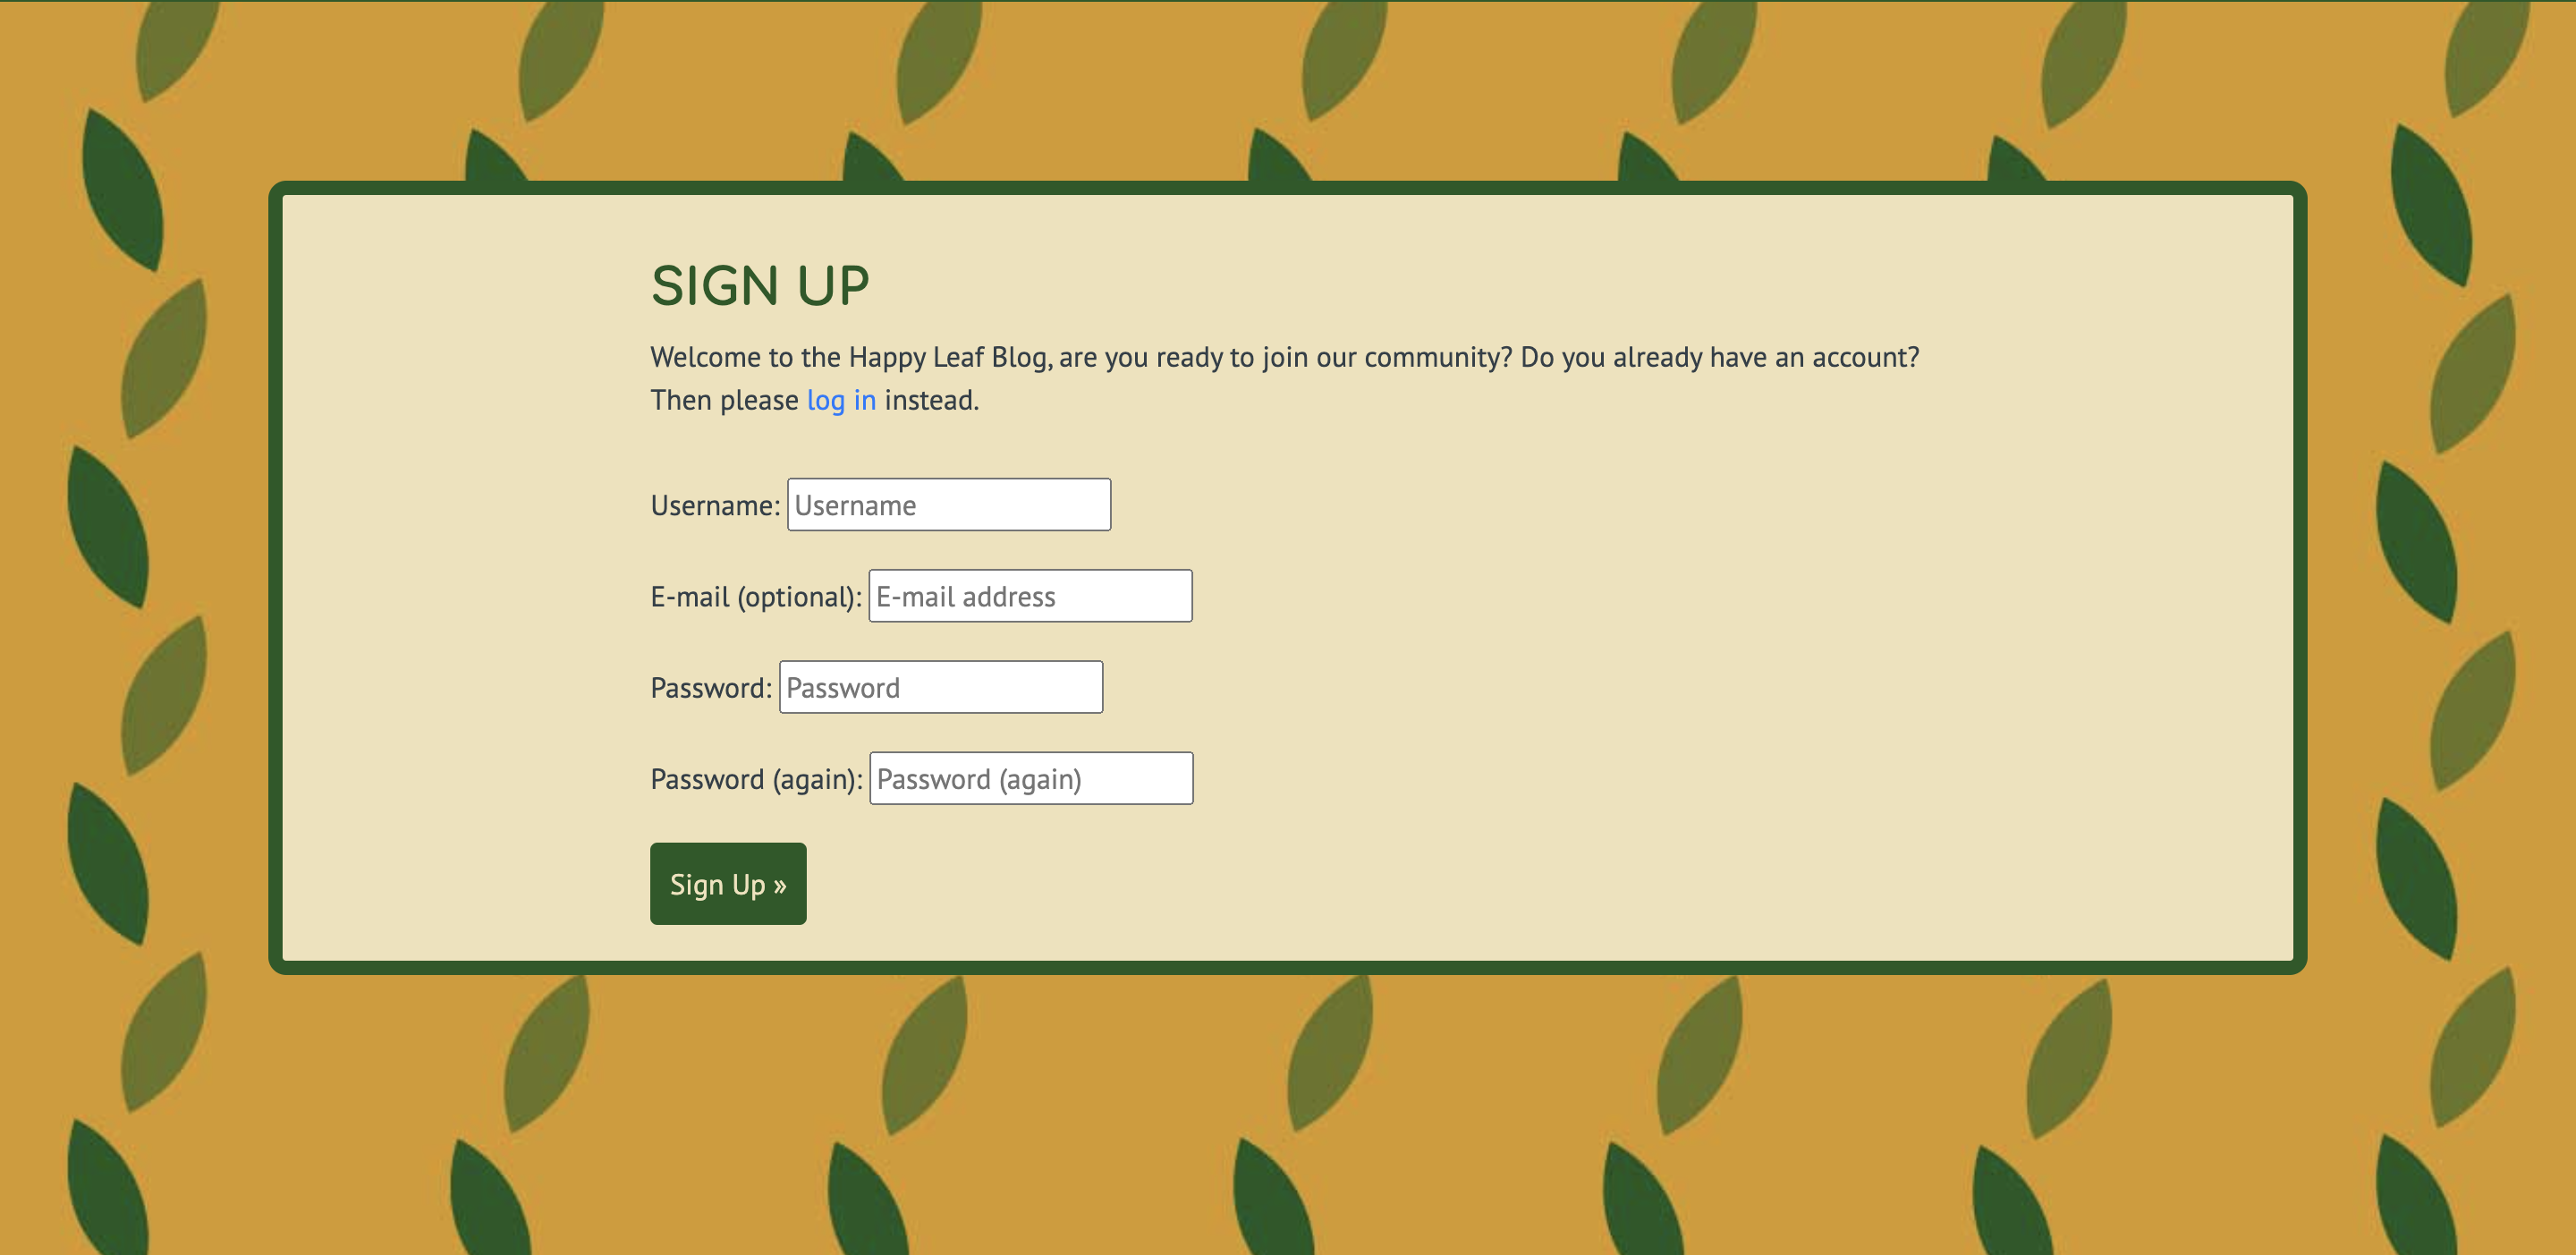 SIGN UP
Welcome to the Happy Leaf Blog, are you ready to join our community? Do you already have an account?
Then please log in instead.
Username: Username
E-mail (optional): E-mail address
Password: Password
Password (again): Password (again)
Sign Up »